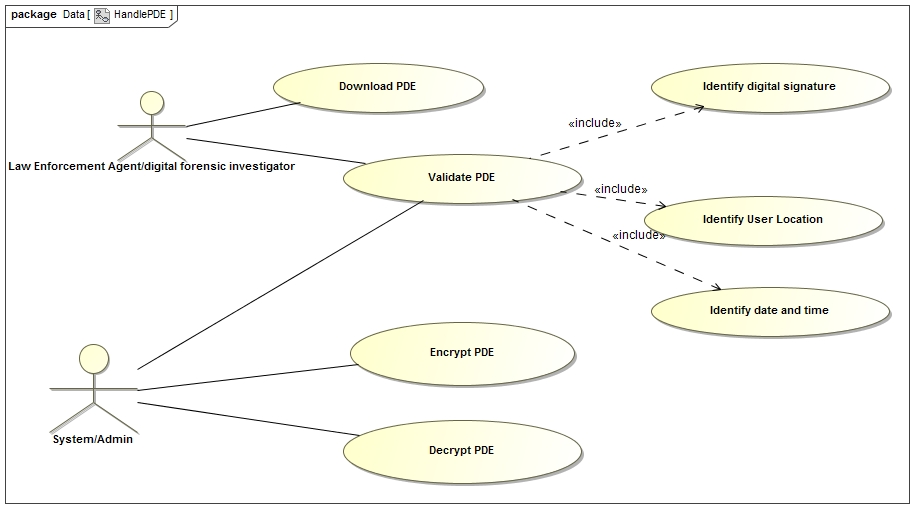 package Data [ HandlePDE ]
Download PDE
Identify digital signature
«include»
Law Enforcement Agent/digital forensic investigator
Validate PDE
«include»
Identify User Location
«include»
Identify date and time
Encrypt PDE
System/Admin
Decrypt PDE